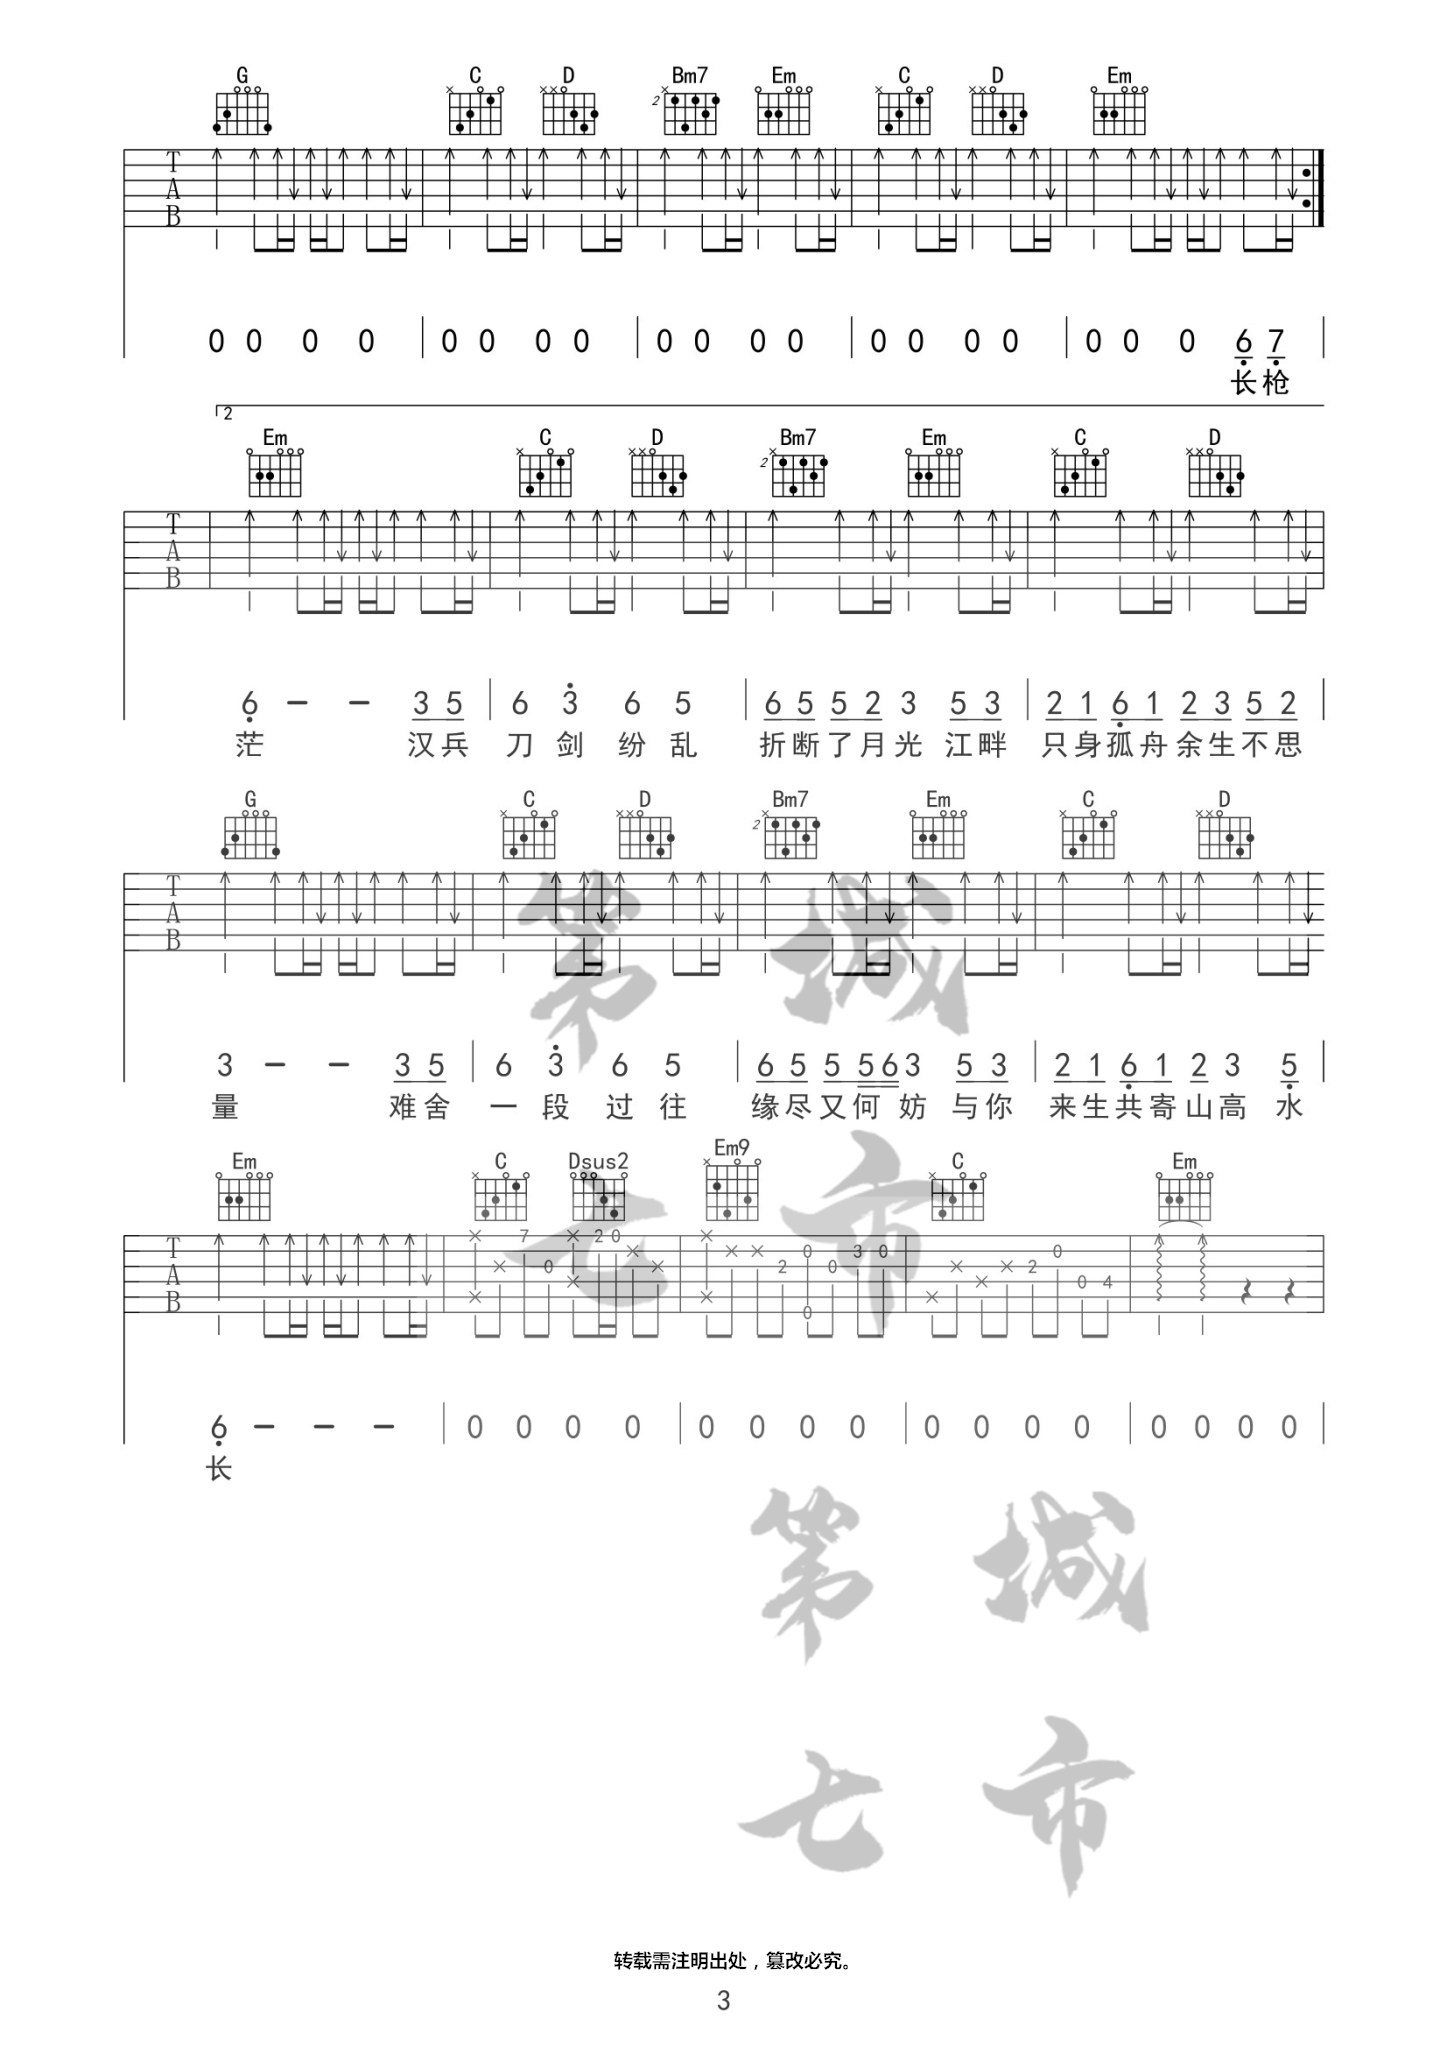 G C D Bm7 Em C D Em
2
T A B
0 0 0 0 0 0 0 0 0 0 0 0 0 0 0 0 0 0 0 6 7
长枪
2
Em C D Bm7 Em C D
2
T A B
6 - - 3 5 6 3 6 5 6 5 5 2 3 5 3 2 1 6 1 2 3 5 2
茫 汉兵 刀 剑 纷 乱 折断了月光 江畔 只身孤舟余生不思
G C D Bm7 Em C D
2
T A B
3 - - 3 5 6 3 6 5 6 5 5 5 6 3 5 3 2 1 6 1 2 3 5
量 难舍 一 段 过 往 缘尽又何妨 与你 来生共寄山高 水
Em C Dsus2 Em9 C Em
T A B
7 0 2 0 2 0 0 0 3 0 2 0 0 4
6 - - - 0 0 0 0 0 0 0 0 0 0 0 0 0 0 0 0
长
第 城
七 市
第 城
七 市
转载需注明出处，篡改必究。
3